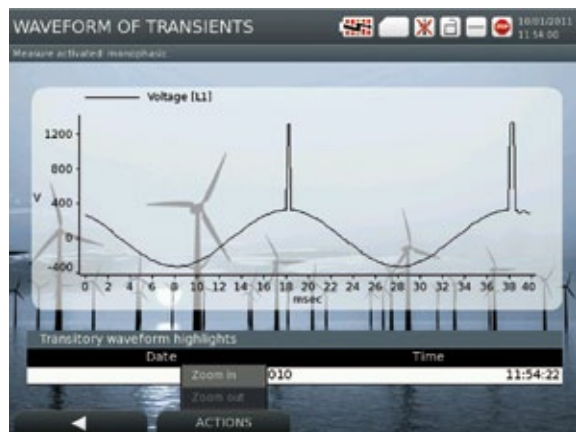 WAVEFORM OF TRANSIENTS
10/01/2011
11:54:00
Measure activated: monophasic
Voltage [L1]
1200
800
V
400
0
-400
0 2 4 6 8 10 12 14 16 18 20 22 24 26 28 30 32 34 36 38 40
msec
Transitory waveform highlights
Date Time
010 11:54:22
Zoom in
Zoom out
ACTIONS